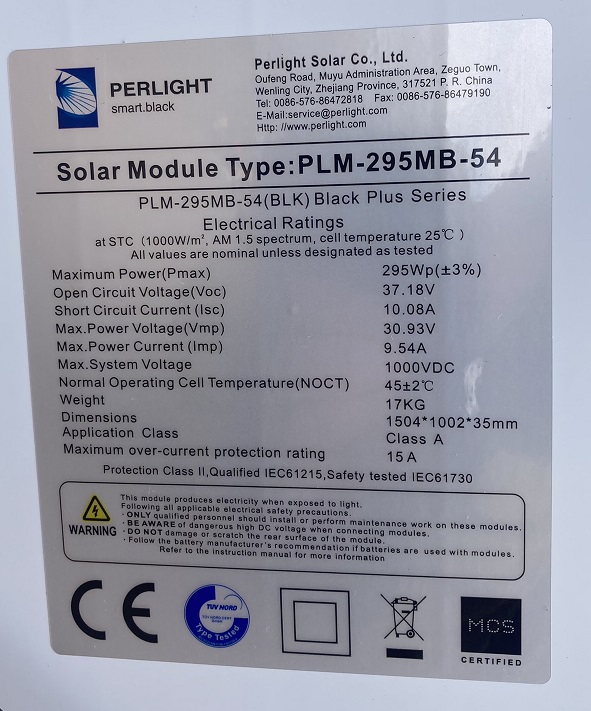 PERLIGHT
smart.black
Perlight Solar Co., Ltd.
Oufeng Road, Muyu Administration Area, Zeguo Town,
Wenling City, Zhejiang Province, 317521 P. R. China
Tel: 0086-576-86472818 Fax: 0086-576-86479190
E-Mail:service@perlight.com
Http: //www.perlight.com
Solar Module Type:PLM-295MB-54
PLM-295MB-54(BLK) Black Plus Series
Electrical Ratings
at STC (1000W/m², AM 1.5 spectrum, cell temperature 25℃ )
All values are nominal unless designated as tested
Maximum Power(Pmax) 295Wp(±3%)
Open Circuit Voltage(Voc) 37.18V
Short Circuit Current (Isc) 10.08A
Max.Power Voltage(Vmp) 30.93V
Max.Power Current (Imp) 9.54A
Max.System Voltage 1000VDC
Normal Operating Cell Temperature(NOCT) 45±2℃
Weight 17KG
Dimensions 1504*1002*35mm
Application Class Class A
Maximum over-current protection rating 15A
Protection Class II,Qualified IEC61215,Safety tested IEC61730
WARNING
This module produces electricity when exposed to light.
Following all applicable electrical safety precautions.
· ONLY qualified personnel should install or perform maintenance work on these modules.
· BE AWARE of dangerous high DC voltage when connecting modules.
· DO NOT damage or scratch the rear surface of the module.
· Follow the battery manufacturer's recommendation if batteries are used with modules.
Refer to the instruction manual for more information
CE
TÜV NORD
TÜV NORD CERT
GmbH
Type Tested
MCS
CERTIFIED